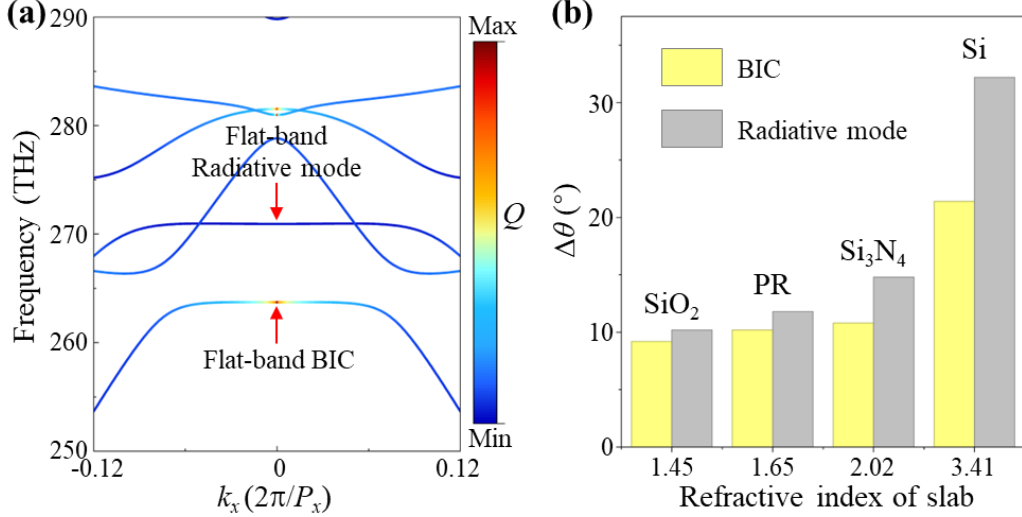 (a)
290
280
270
260
250
Frequency (THz)
-0.12
0
0.12
kₓ (2π/Pₓ)
Flat-band
Radiative mode
Flat-band BIC
Max
Q
Min
(b)
BIC
Radiative mode
Δθ (°)
30
20
10
0
SiO₂
PR
Si₃N₄
Si
1.45
1.65
2.02
3.41
Refractive index of slab